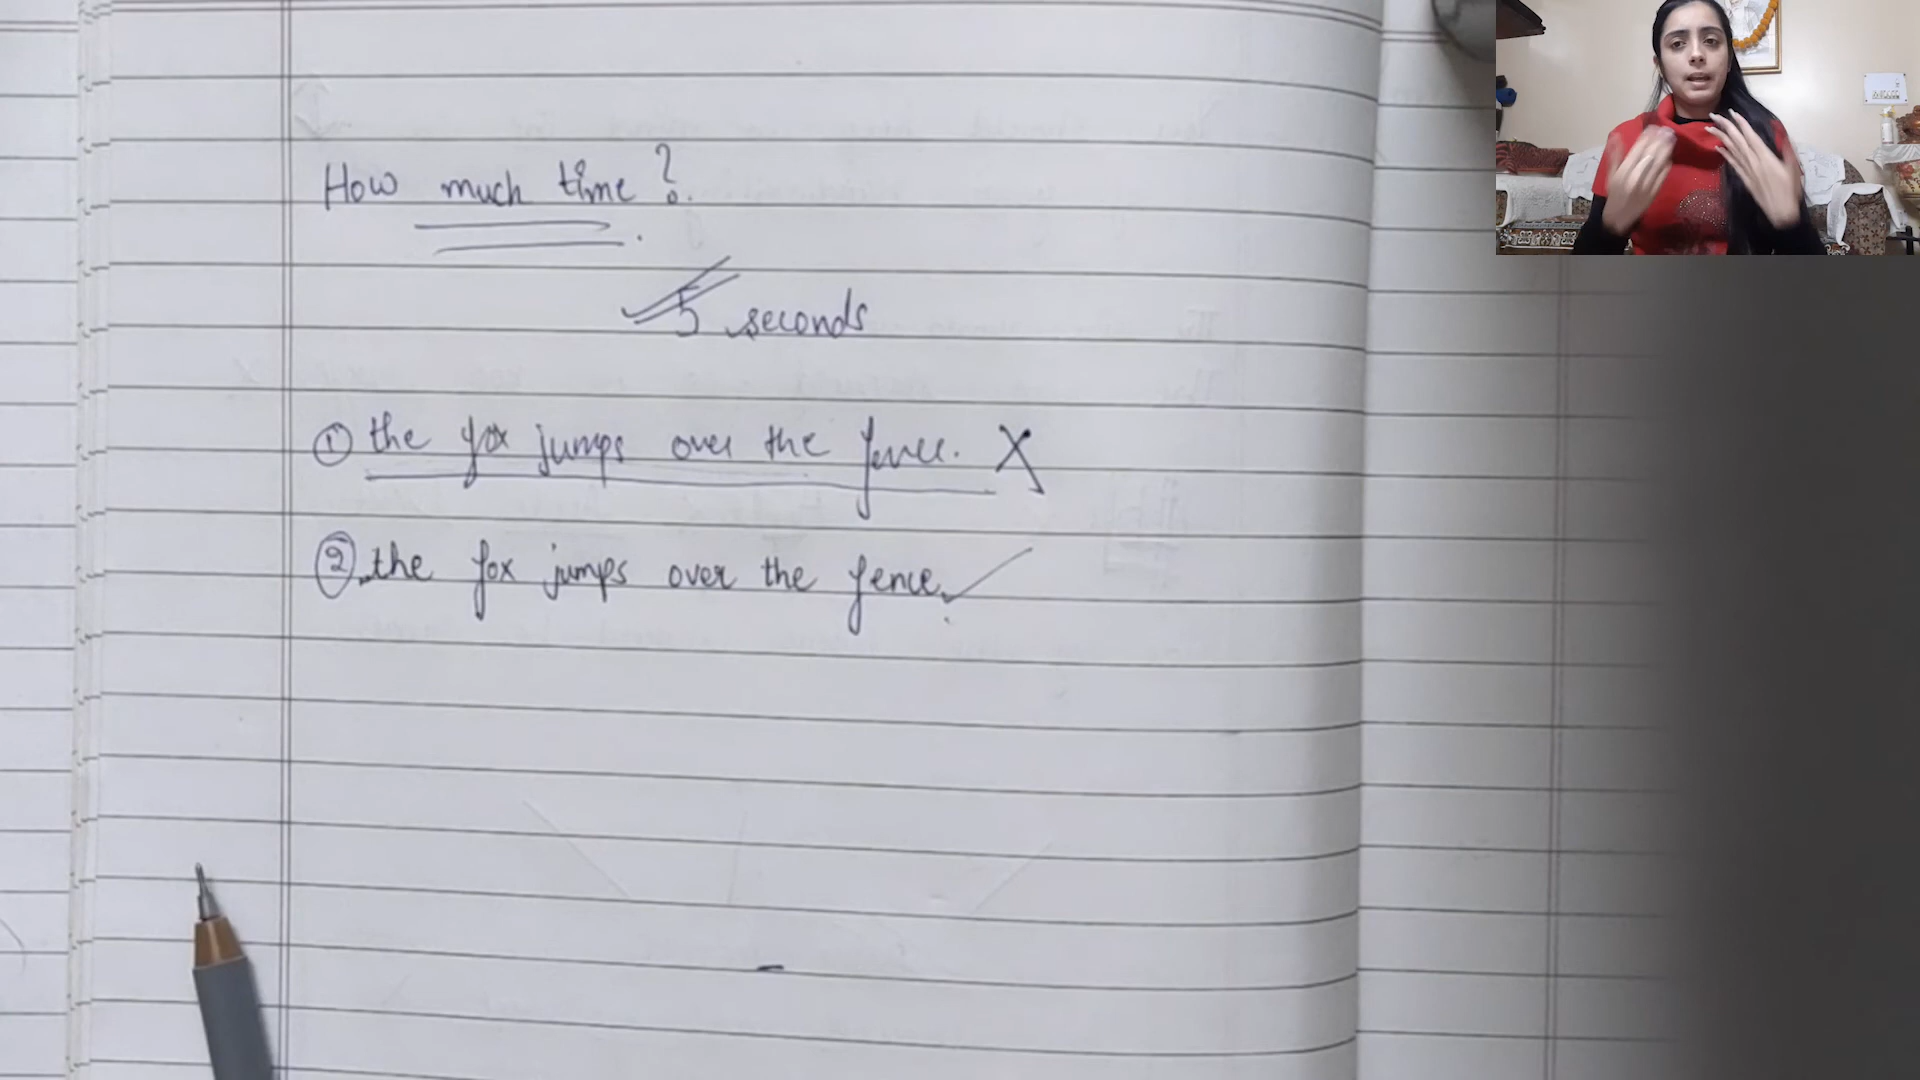 How much time?
5 seconds
① the fox jumps over the fence. X
② the fox jumps over the fence.